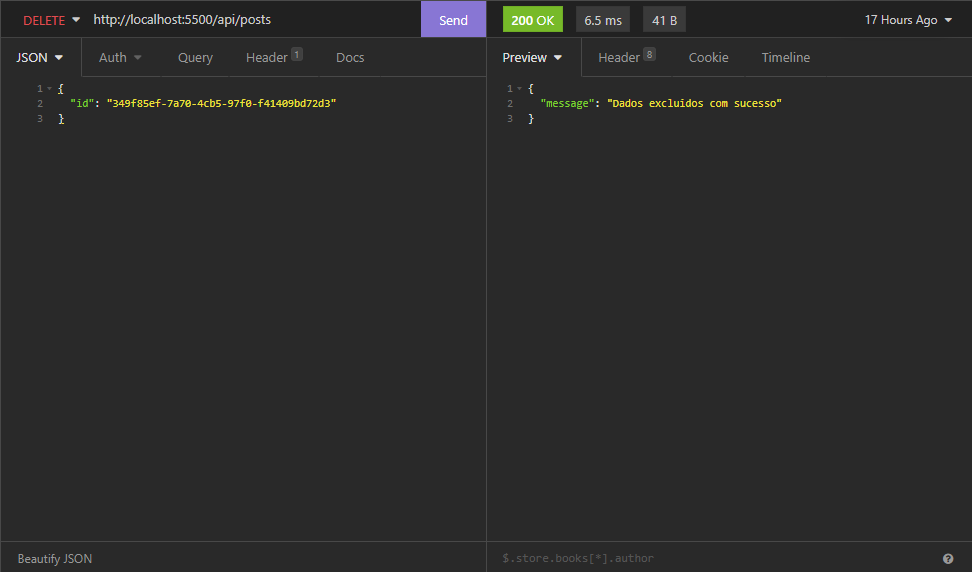 DELETE http://localhost:5500/api/posts Send 200 OK 6.5 ms 41 B 17 Hours Ago
JSON Auth Query Header 1 Docs Preview Header 8 Cookie Timeline
1 {
2 "id": "349f85ef-7a70-4cb5-97f0-f41409bd72d3"
3 }
1 {
2 "message": "Dados excluidos com sucesso"
3 }
Beautify JSON
$.store.books[*].author ?